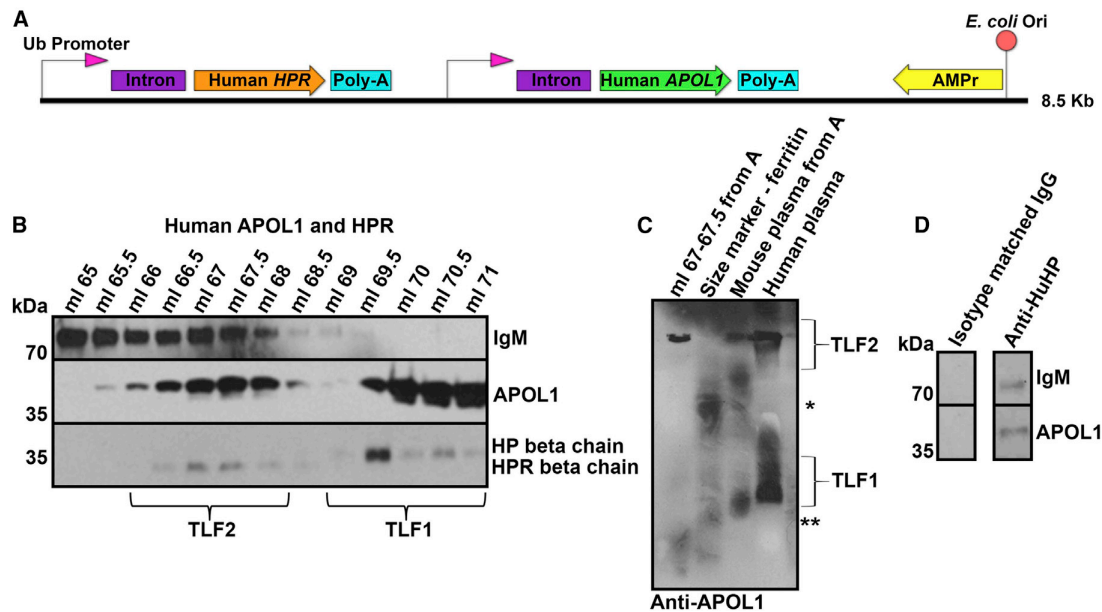 A
Ub Promoter
E. coli Ori
Intron
Human HPR
Poly-A
Intron
Human APOL1
Poly-A
AMPr
8.5 Kb
B
Human APOL1 and HPR
ml 65
ml 65.5
ml 66
ml 66.5
ml 67
ml 67.5
ml 68
ml 68.5
ml 69
ml 69.5
ml 70
ml 70.5
ml 71
kDa
70
35
35
IgM
APOL1
HP beta chain
HPR beta chain
TLF2
TLF1
C
ml 67-67.5 from A
Size marker - ferritin
Mouse plasma from A
Human plasma
TLF2
*
TLF1
**
Anti-APOL1
D
Isotype matched IgG
Anti-HuHP
kDa
70
35
IgM
APOL1